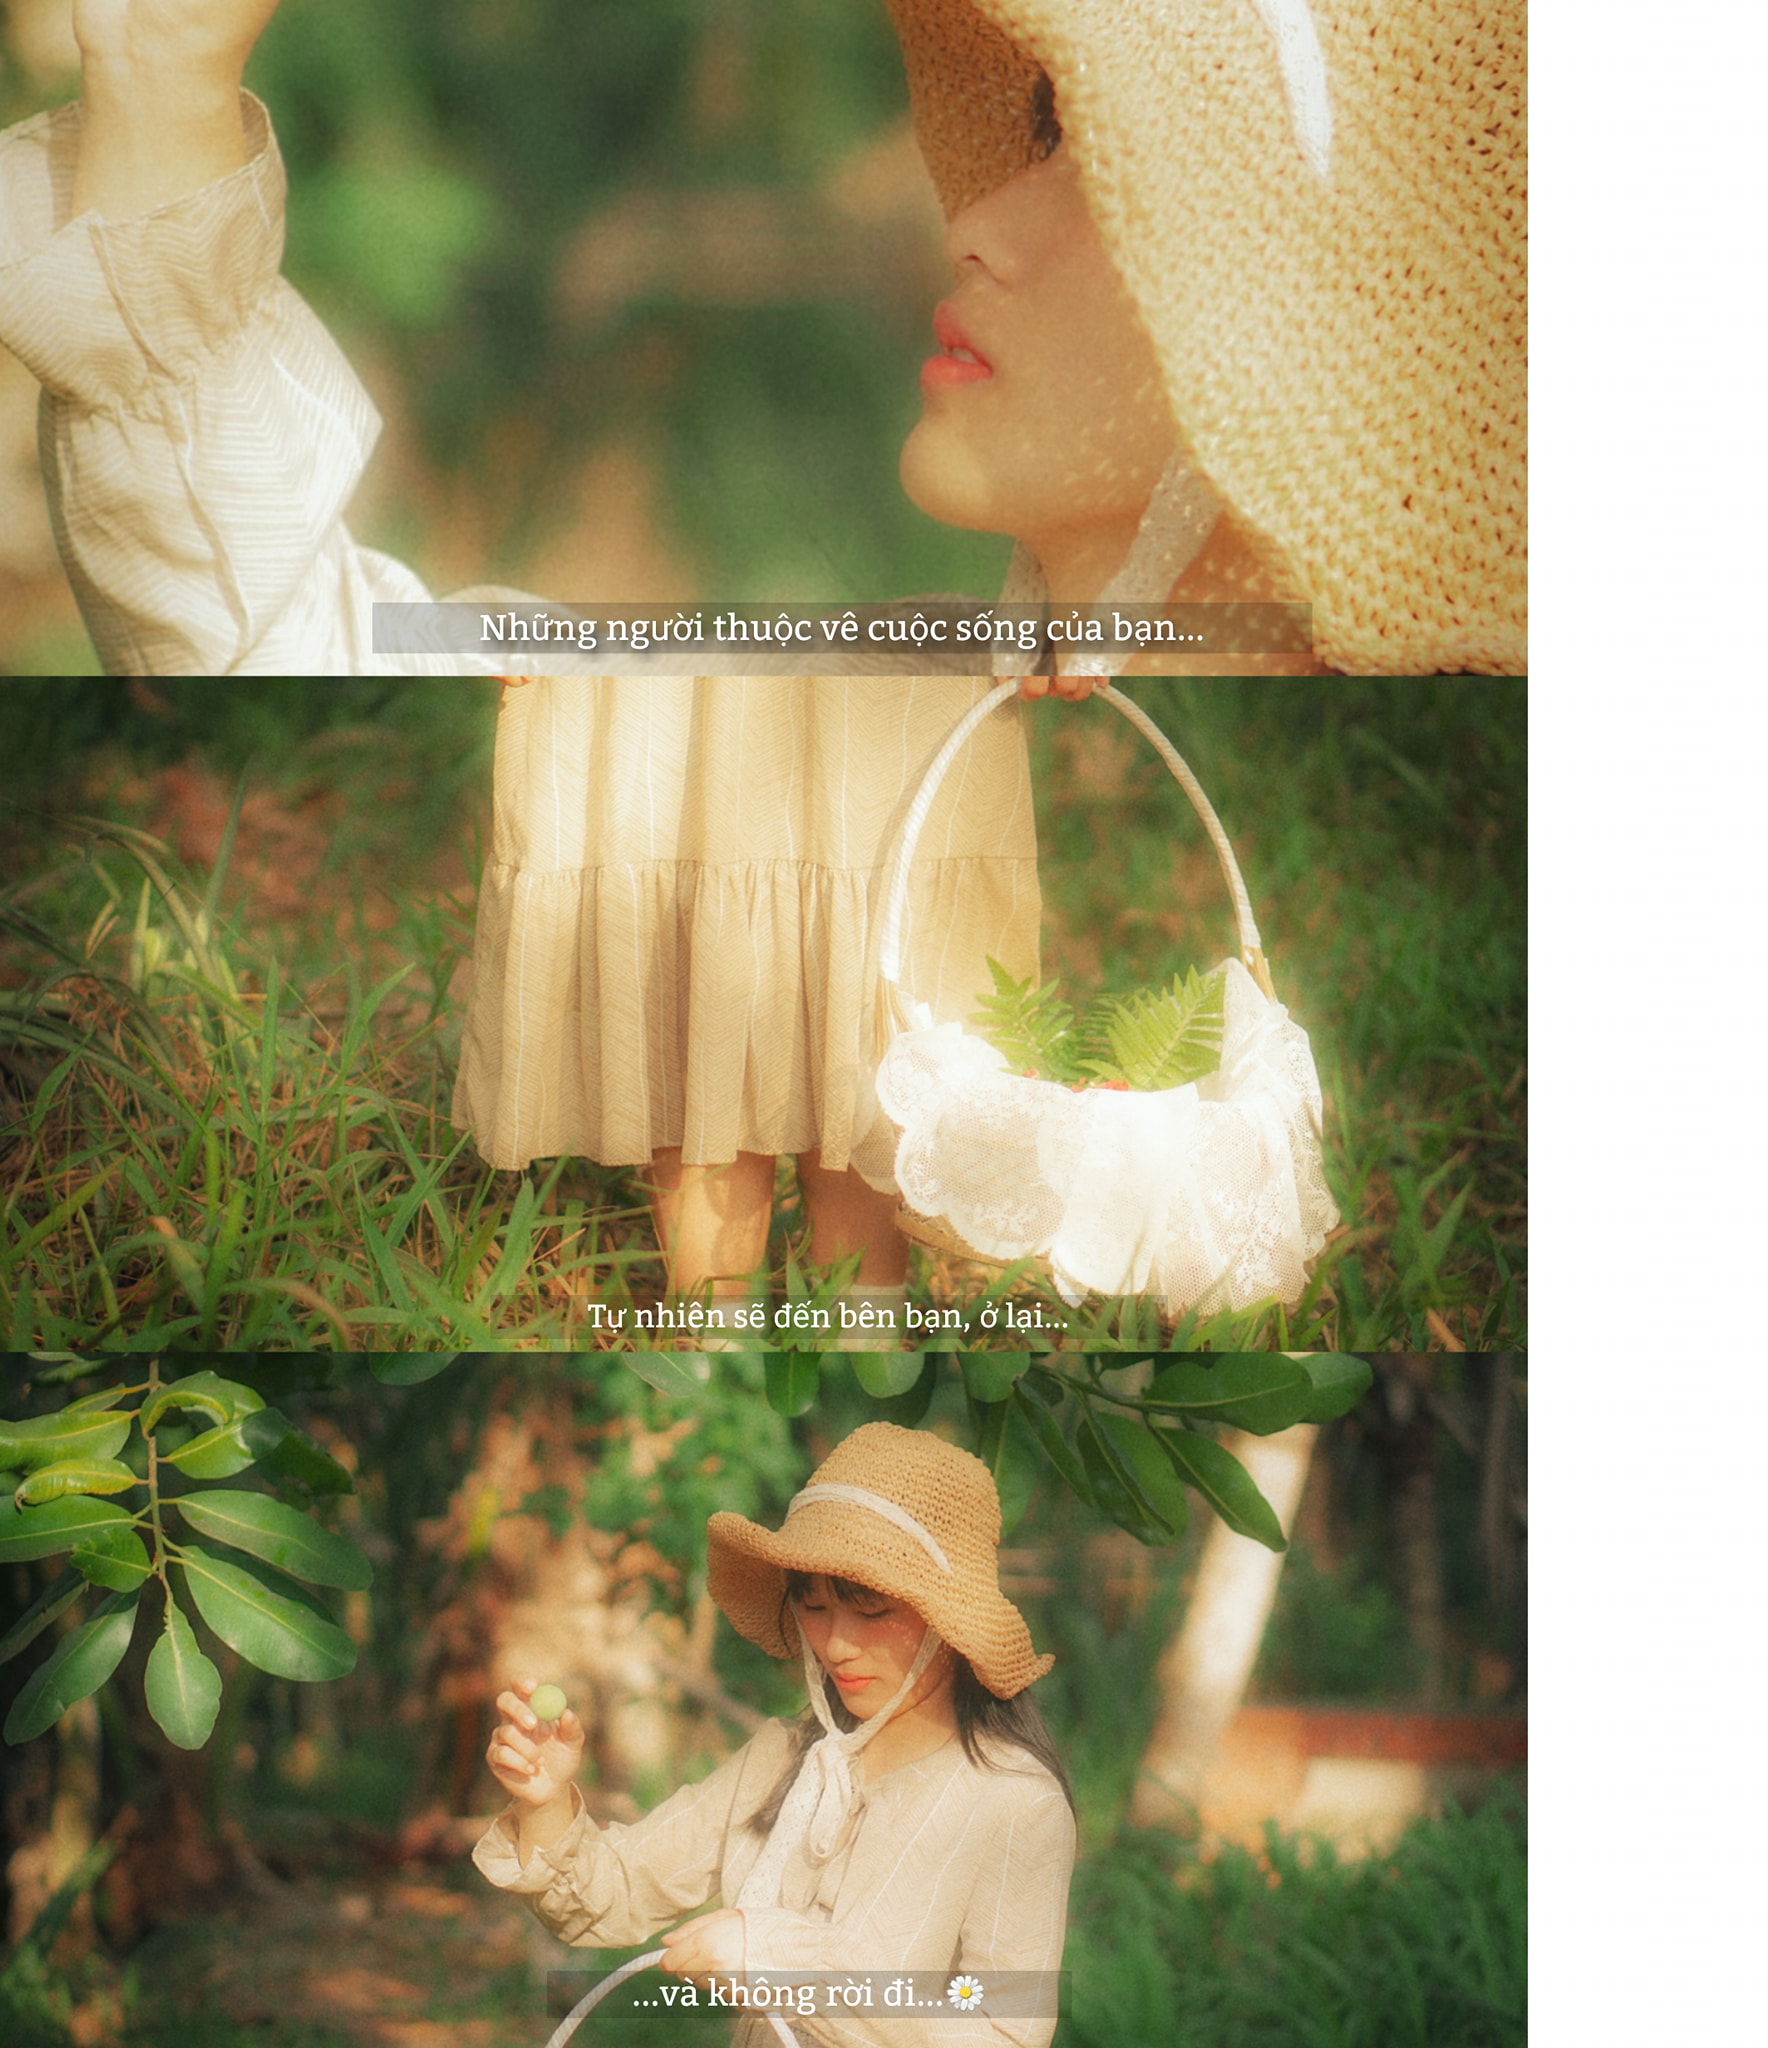 Những người thuộc vê cuộc sống của bạn...
Tự nhiên sẽ đến bên bạn, ở lại...
...và không rời đi...🌼